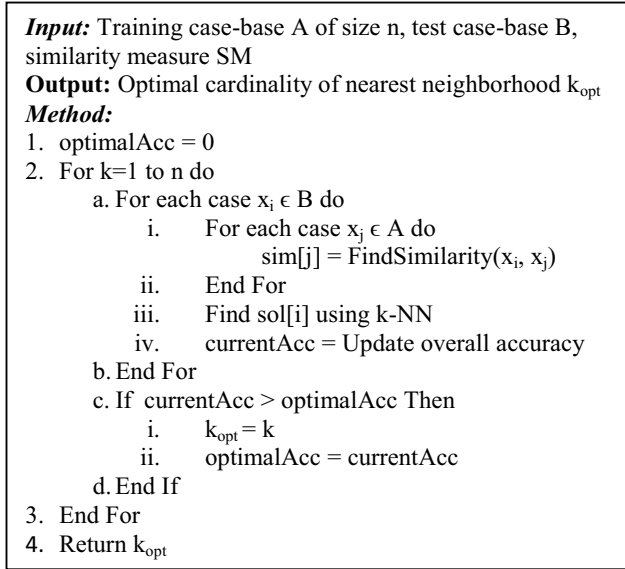 Input: Training case-base A of size n, test case-base B,
similarity measure SM
Output: Optimal cardinality of nearest neighborhood kopt
Method:
1. optimalAcc = 0
2. For k=1 to n do
a. For each case xi ϵ B do
i. For each case xj ϵ A do
sim[j] = FindSimilarity(xi, xj)
ii. End For
iii. Find sol[i] using k-NN
iv. currentAcc = Update overall accuracy
b. End For
c. If currentAcc > optimalAcc Then
i. kopt = k
ii. optimalAcc = currentAcc
d. End If
3. End For
4. Return kopt